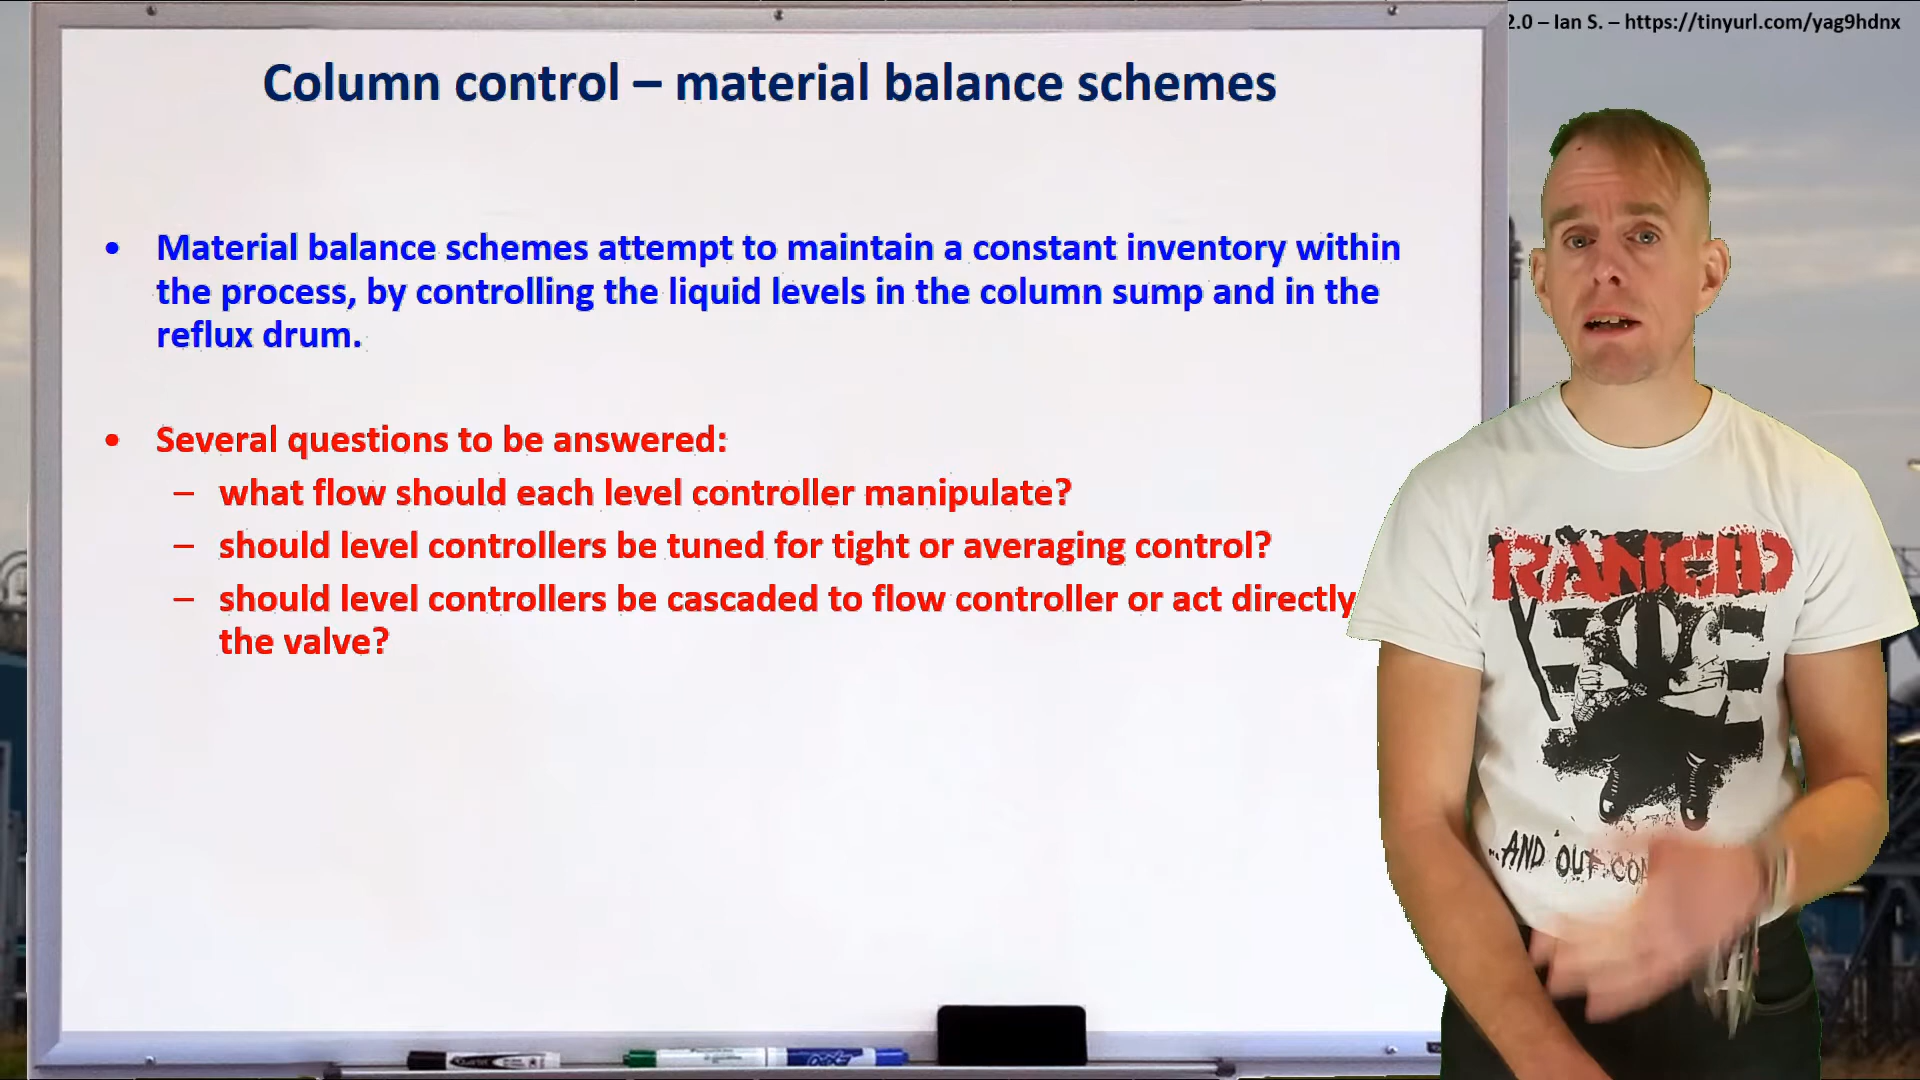 2.0 – Ian S. – https://tinyurl.com/yag9hdnx
Column control – material balance schemes
• Material balance schemes attempt to maintain a constant inventory within
the process, by controlling the liquid levels in the column sump and in the
reflux drum.
• Several questions to be answered:
– what flow should each level controller manipulate?
– should level controllers be tuned for tight or averaging control?
– should level controllers be cascaded to flow controller or act directly
the valve?
RANCID
...AND OUT COM